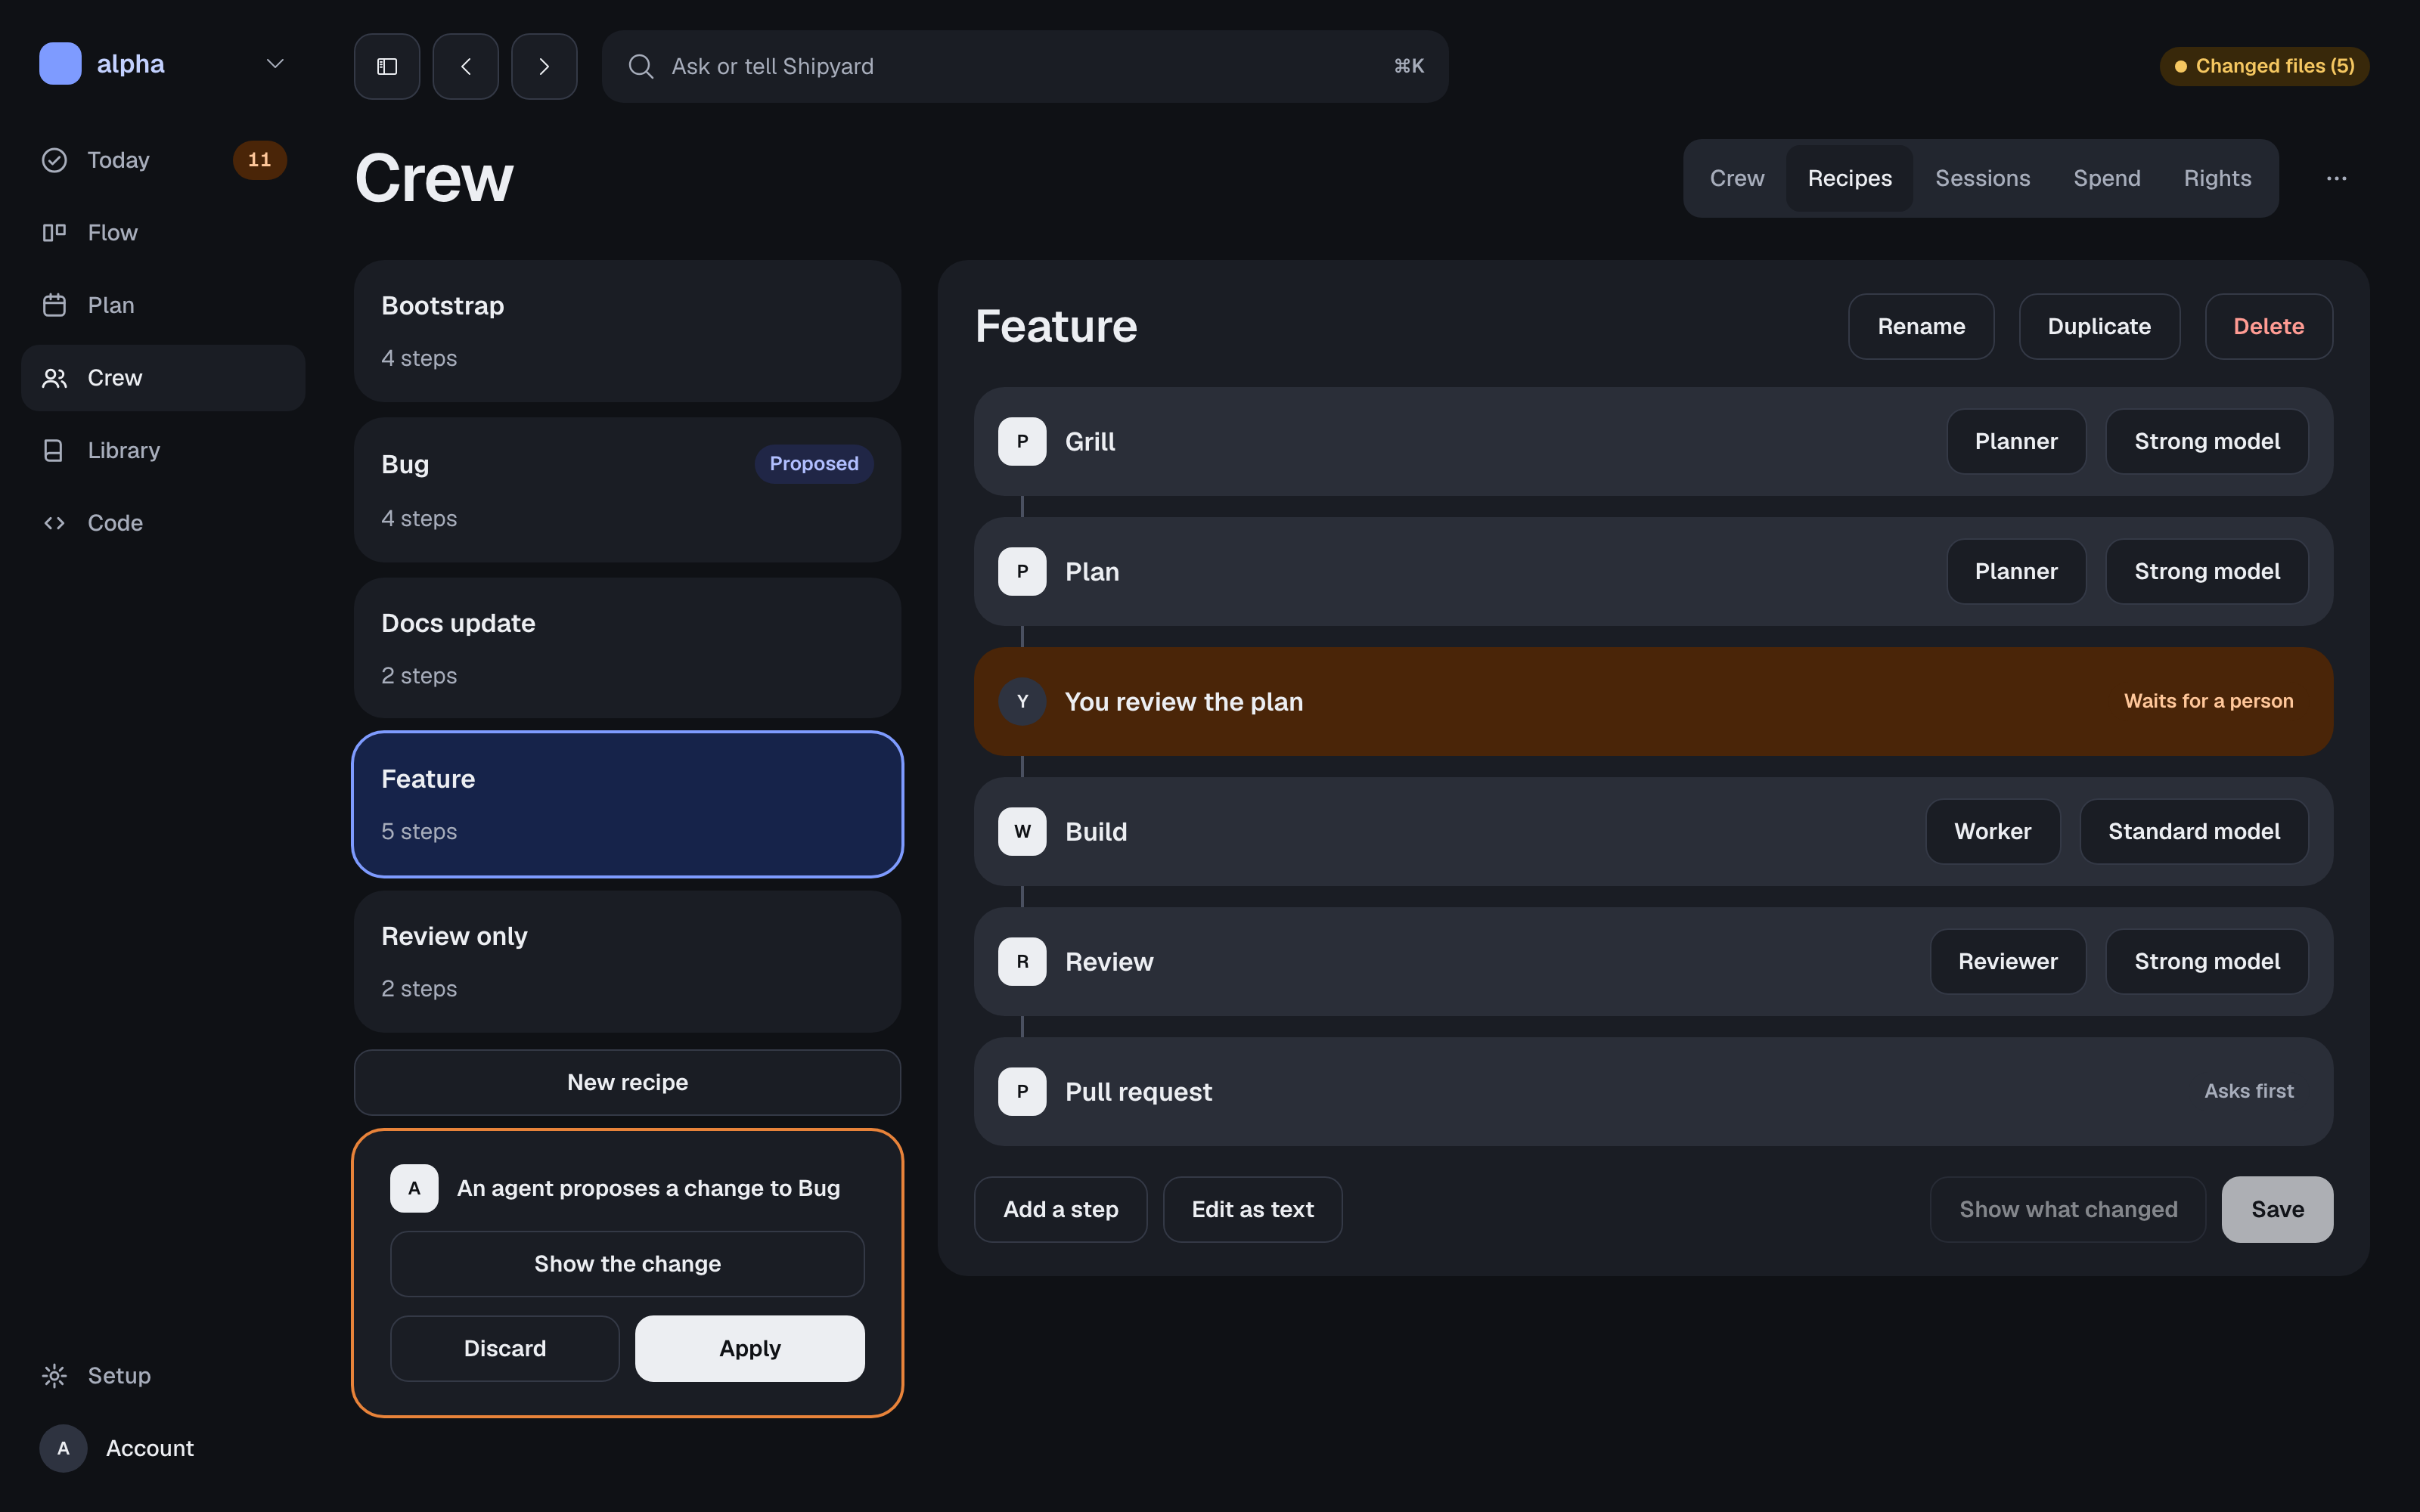 alpha
Ask or tell Shipyard
⌘K
Changed files (5)
Today
11
Flow
Plan
Crew
Library
Code
Setup
A
Account
Crew
Crew
Recipes
Sessions
Spend
Rights
Bootstrap
4 steps
Bug
Proposed
4 steps
Docs update
2 steps
Feature
5 steps
Review only
2 steps
New recipe
A
An agent proposes a change to Bug
Show the change
Discard
Apply
Feature
Rename
Duplicate
Delete
P
Grill
Planner
Strong model
P
Plan
Planner
Strong model
Y
You review the plan
Waits for a person
W
Build
Worker
Standard model
R
Review
Reviewer
Strong model
P
Pull request
Asks first
Add a step
Edit as text
Show what changed
Save